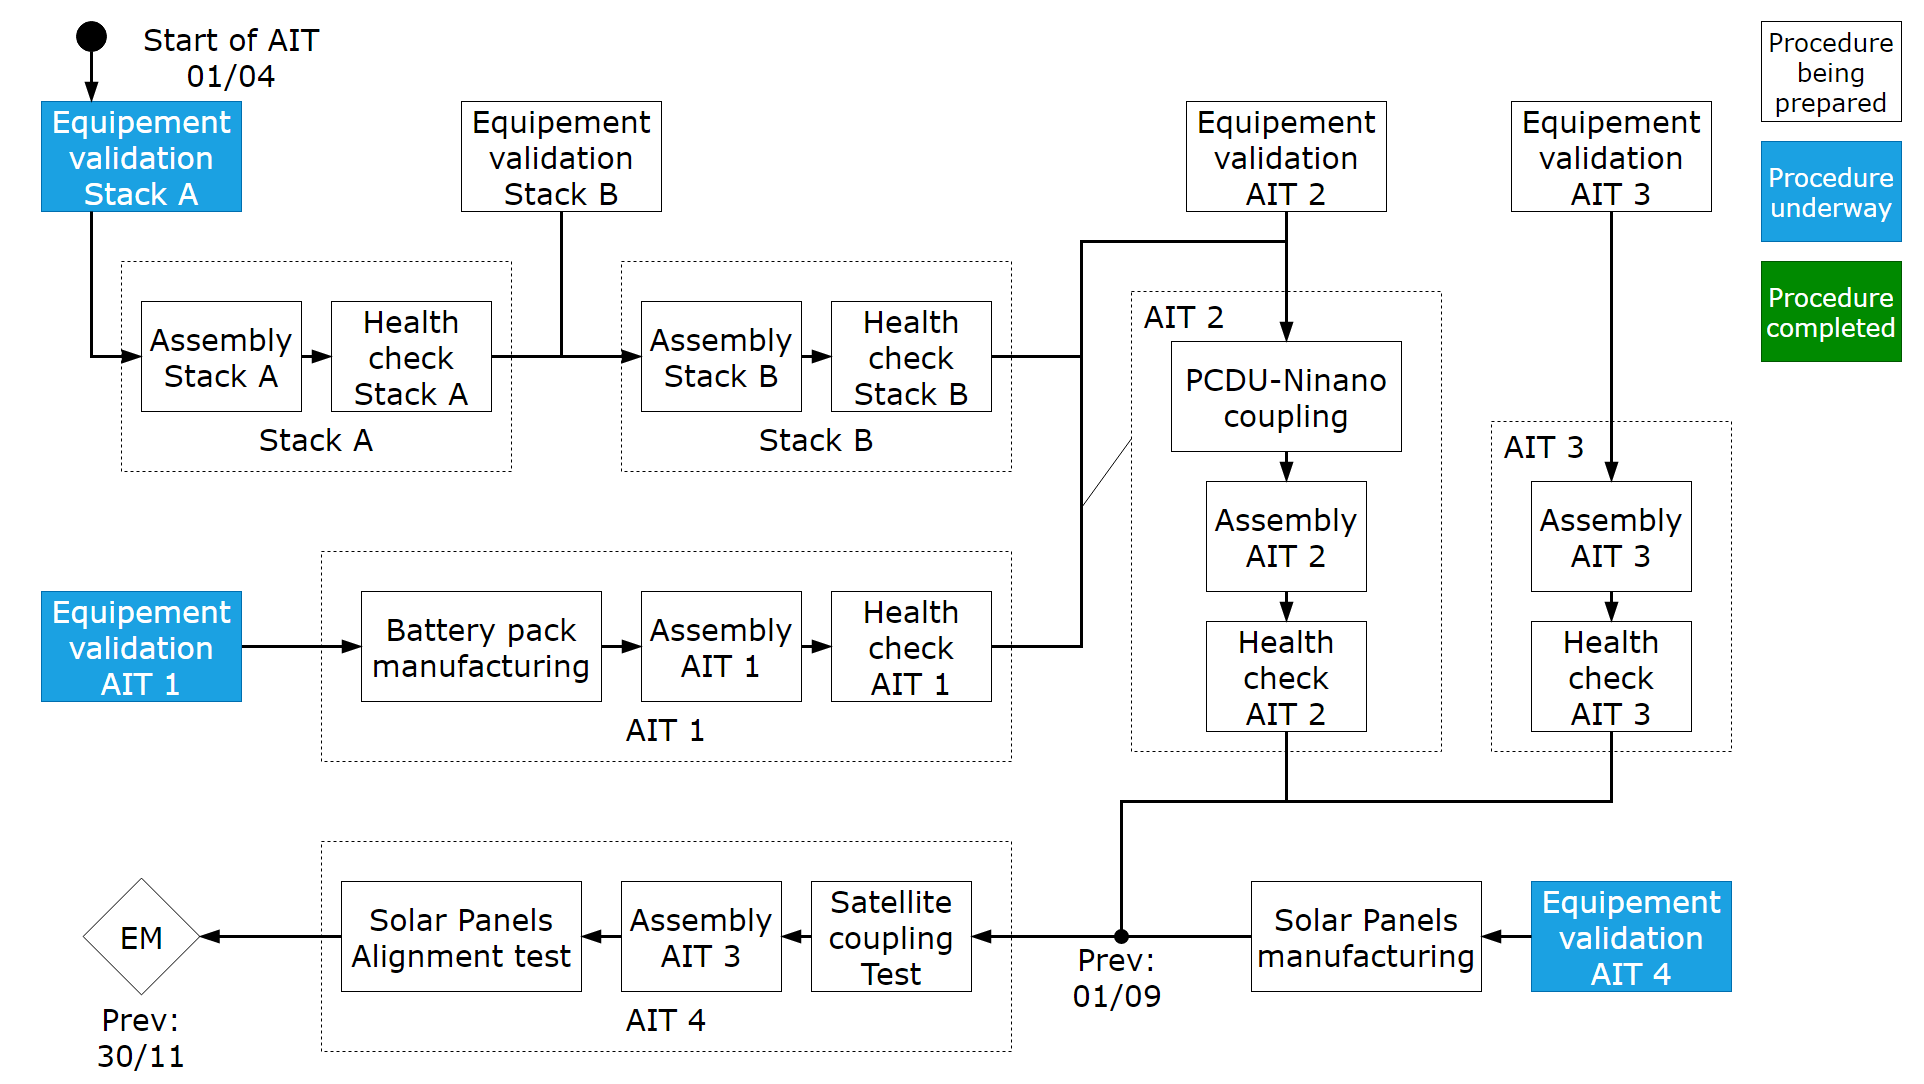 Start of AIT
01/04
Equipement
validation
Stack A
Equipement
validation
Stack B
Equipement
validation
AIT 2
Equipement
validation
AIT 3
Procedure
being
prepared
Procedure
underway
Procedure
completed
Assembly
Stack A
Health
check
Stack A
Stack A
Assembly
Stack B
Health
check
Stack B
Stack B
AIT 2
PCDU-Ninano
coupling
Assembly
AIT 2
Health
check
AIT 2
AIT 3
Assembly
AIT 3
Health
check
AIT 3
Equipement
validation
AIT 1
Battery pack
manufacturing
Assembly
AIT 1
Health
check
AIT 1
AIT 1
EM
Prev:
30/11
Solar Panels
Alignment test
Assembly
AIT 3
Satellite
coupling
Test
AIT 4
Prev:
01/09
Solar Panels
manufacturing
Equipement
validation
AIT 4